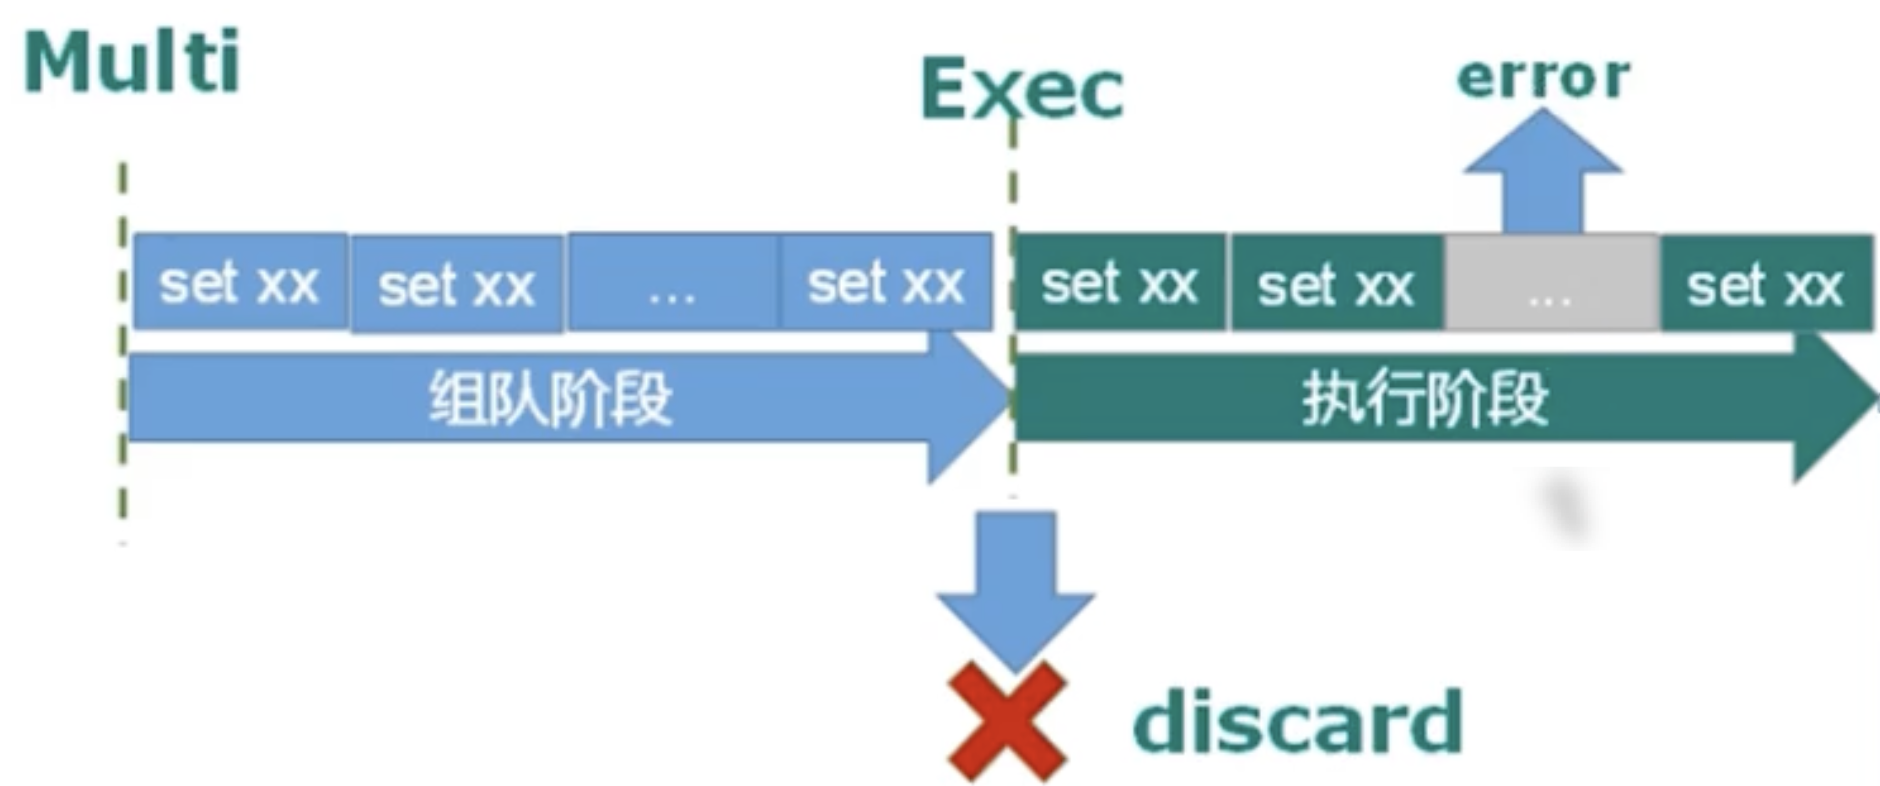 Multi
Exec
error
set xx
set xx
...
set xx
set xx
set xx
...
set xx
组队阶段
执行阶段
discard